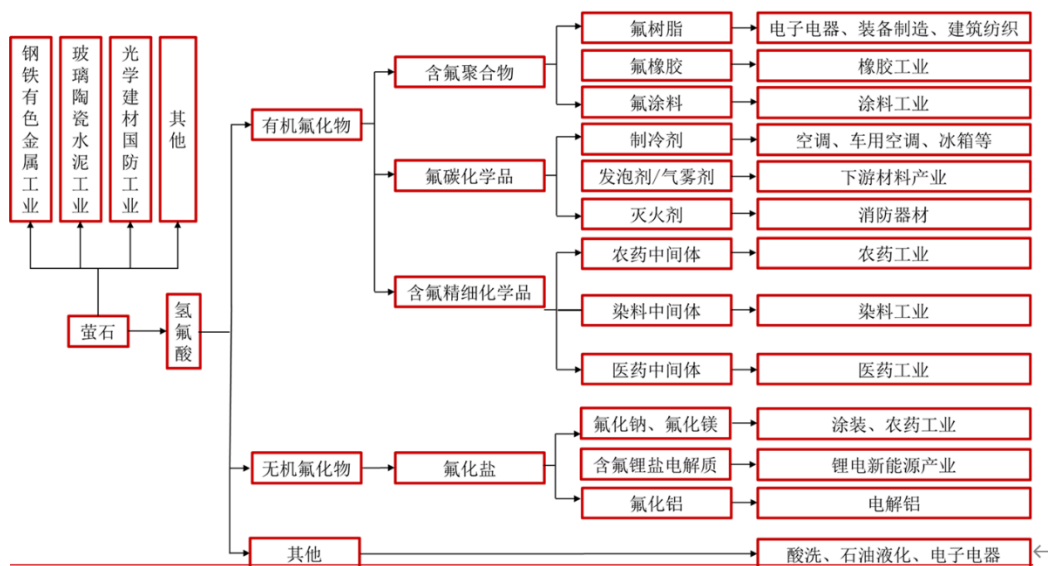 钢铁有色金属工业
玻璃陶瓷水泥工业
光学建材国防工业
其他
萤石
氢氟酸
有机氟化物
含氟聚合物
氟树脂
电子电器、装备制造、建筑纺织
氟橡胶
橡胶工业
氟涂料
涂料工业
氟碳化学品
制冷剂
空调、车用空调、冰箱等
发泡剂/气雾剂
下游材料产业
灭火剂
消防器材
含氟精细化学品
农药中间体
农药工业
染料中间体
染料工业
医药中间体
医药工业
无机氟化物
氟化盐
氟化钠、氟化镁
涂装、农药工业
含氟锂盐电解质
锂电新能源产业
氟化铝
电解铝
其他
酸洗、石油液化、电子电器